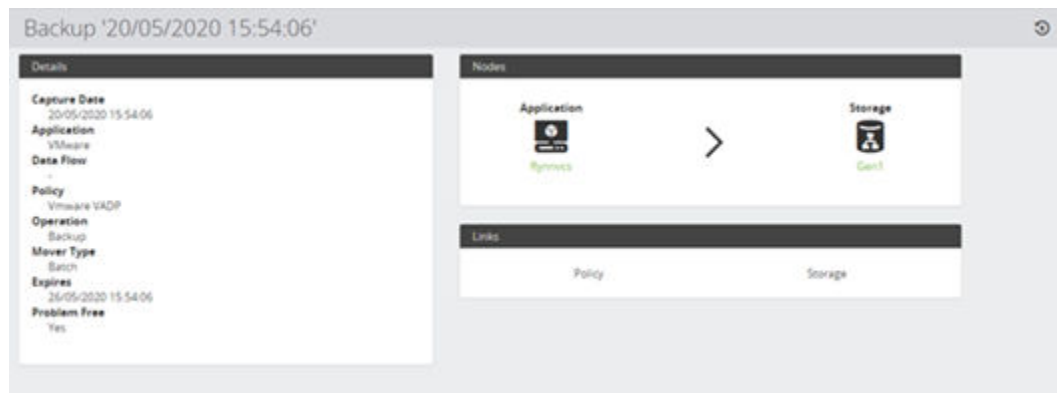 Backup '20/05/2020 15:54:06'
Details
Capture Date
20/05/2020 15:54:06
Application
VMware
Data Flow
-
Policy
Vmware VADP
Operation
Backup
Mover Type
Batch
Expires
26/05/2020 15:54:06
Problem Free
Yes
Nodes
Application
Storage
Gen1
Links
Policy
Storage